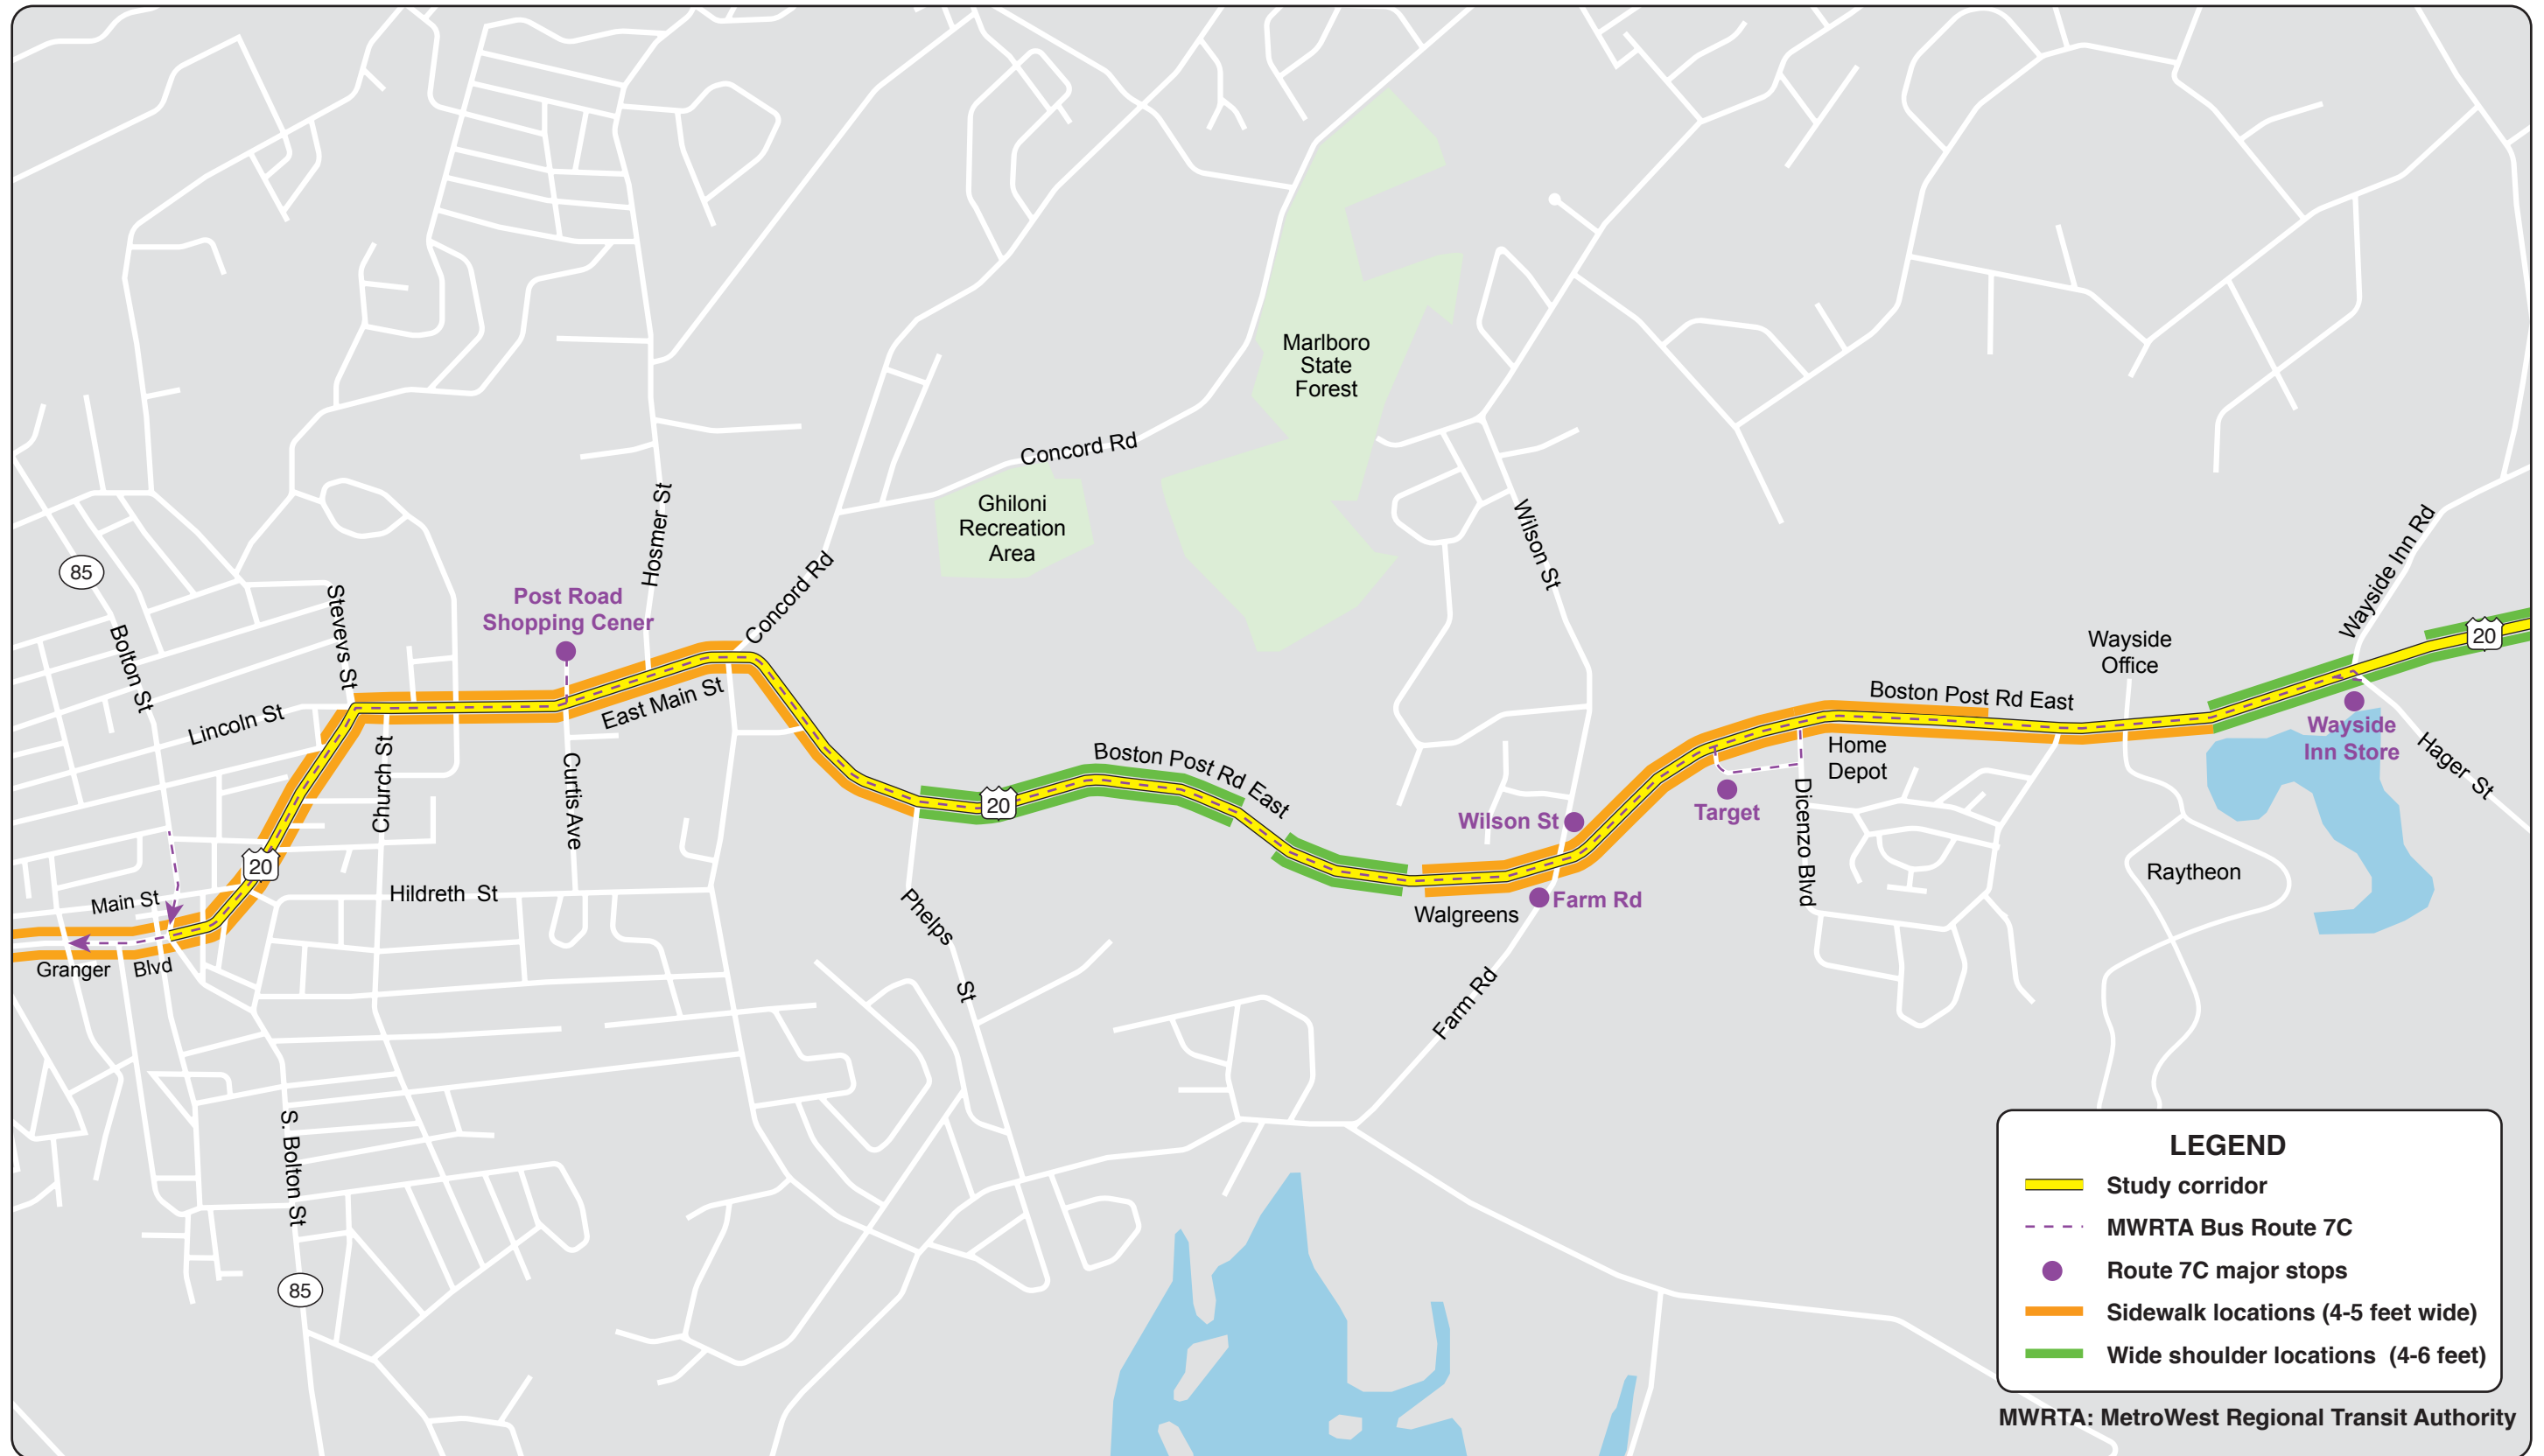 Marlboro
State
Forest
Concord Rd
Ghiloni
Recreation
Area
Hosmer St
Wilson St
Wayside Inn Rd
85
Stevevs St
Post Road
Shopping Cener
Concord Rd
Bolton St
Wayside
Office
20
Lincoln St
East Main St
Boston Post Rd East
Wayside
Inn Store
Church St
Curtis Ave
Boston Post Rd East
Home
Depot
Hager St
20
20
Wilson St
Target
Dicenzo Blvd
Raytheon
Main St
Hildreth St
Phelps
St
Walgreens
Farm Rd
Granger Blvd
Farm Rd
S. Bolton St
85
LEGEND
Study corridor
MWRTA Bus Route 7C
Route 7C major stops
Sidewalk locations (4-5 feet wide)
Wide shoulder locations (4-6 feet)
MWRTA: MetroWest Regional Transit Authority